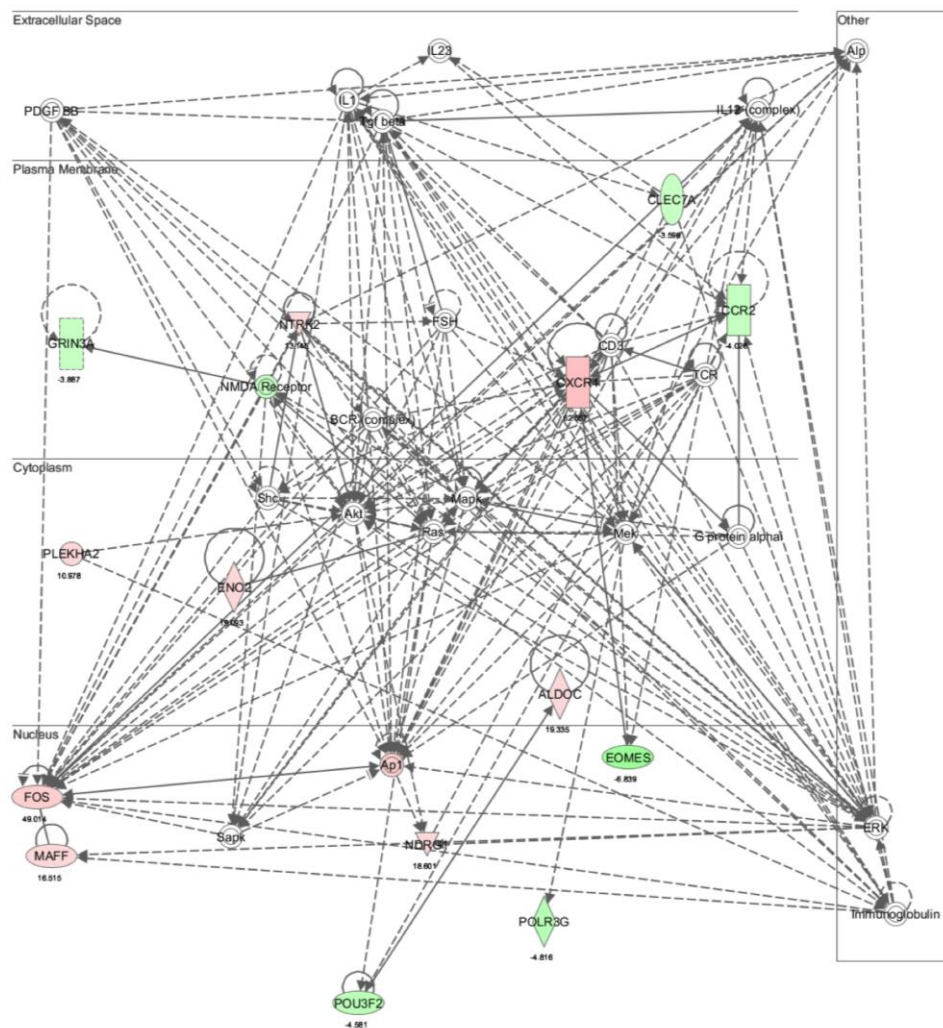 Extracellular Space
Other
IL23
Alp
IL1
PDGF BB
Tgf beta
IL12 (complex)
Plasma Membrane
CLEC7A
-3.598
CCR2
-4.026
NTRK2
GRIN3A
-3.887
FSH
CD3
CXCR4
TCR
NMDA Receptor
BCR (complex)
Cytoplasm
Shc
Mapk
Akt
Ras
Mek
G protein alphai
PLEKHA2
10.978
ENO2
ALDOC
19.335
Nucleus
EOMES
-6.839
Ap1
FOS
49.014
Sapk
ERK
NDRG1
18.601
MAFF
16.515
Immunoglobulin
POLR3G
-4.816
POU3F2
-4.581